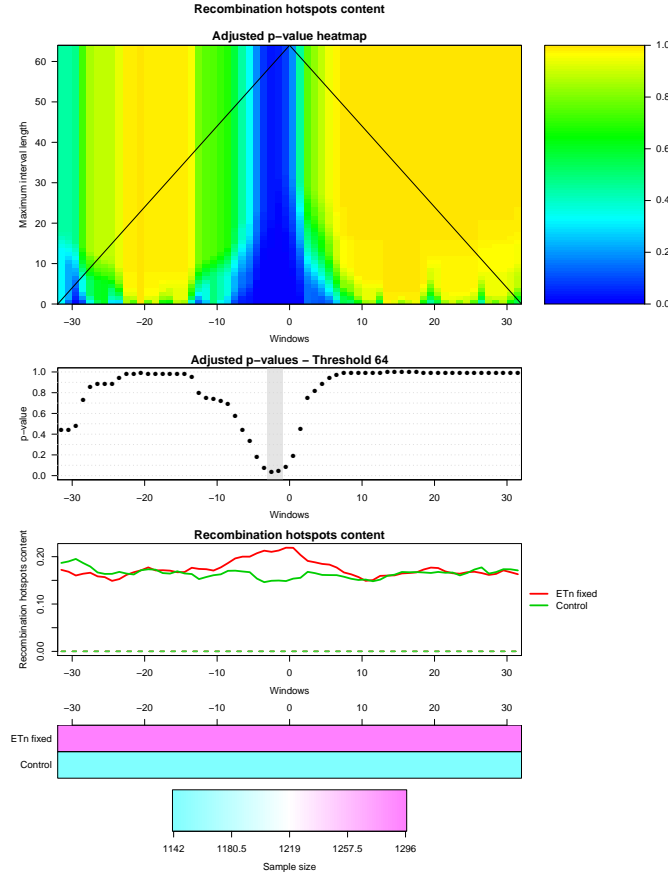 Recombination hotspots content
Adjusted p−value heatmap
Maximum interval length
0 10 20 30 40 50 60
−30 −20 −10 0 10 20 30
Windows
0.0 0.2 0.4 0.6 0.8 1.0
Adjusted p−values − Threshold 64
p−value
0.0 0.2 0.4 0.6 0.8 1.0
−30 −20 −10 0 10 20 30
Windows
Recombination hotspots content
Recombination hotspots content
0.00 0.10 0.20
−30 −20 −10 0 10 20 30
Windows
ETn fixed
Control
−30 −20 −10 0 10 20 30
ETn fixed
Control
1142 1180.5 1219 1257.5 1296
Sample size